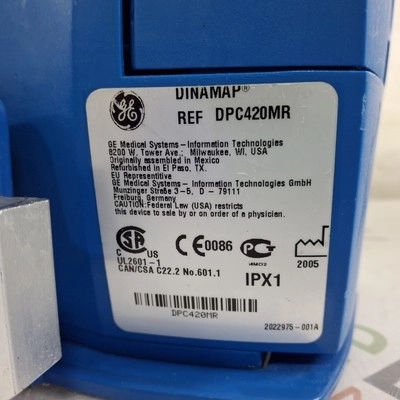 DINAMAP®
GE
REF DPC420MR
GE Medical Systems – Information Technologies
8200 W. Tower Ave.; Milwaukee, WI, USA
Originally assembled in Mexico
Refurbished in El Paso, TX.
EU Representative
GE Medical Systems – Information Technologies GmbH
Munzinger Straße 3–5, D – 79111
Freiburg, Germany
CAUTION:Federal Law (USA) restricts
this device to sale by or on order of a physician.
C US
UL2601–1
CAN/CSA C22.2 No.601.1
CE 0086
2005
IPX1
DPC420MR
2022975–001A